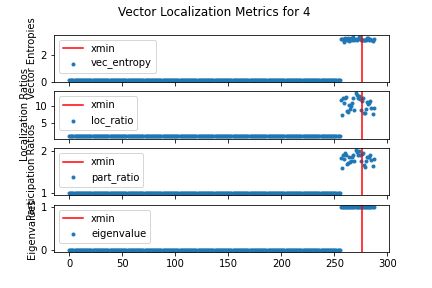 Vector Localization Metrics for 4
Vector Entropies
2
0
xmin
vec_entropy
Localization Ratios
10
5
xmin
loc_ratio
Participation Ratios
2
1
xmin
part_ratio
Eigenvalues
1
0
xmin
eigenvalue
0 50 100 150 200 250 300